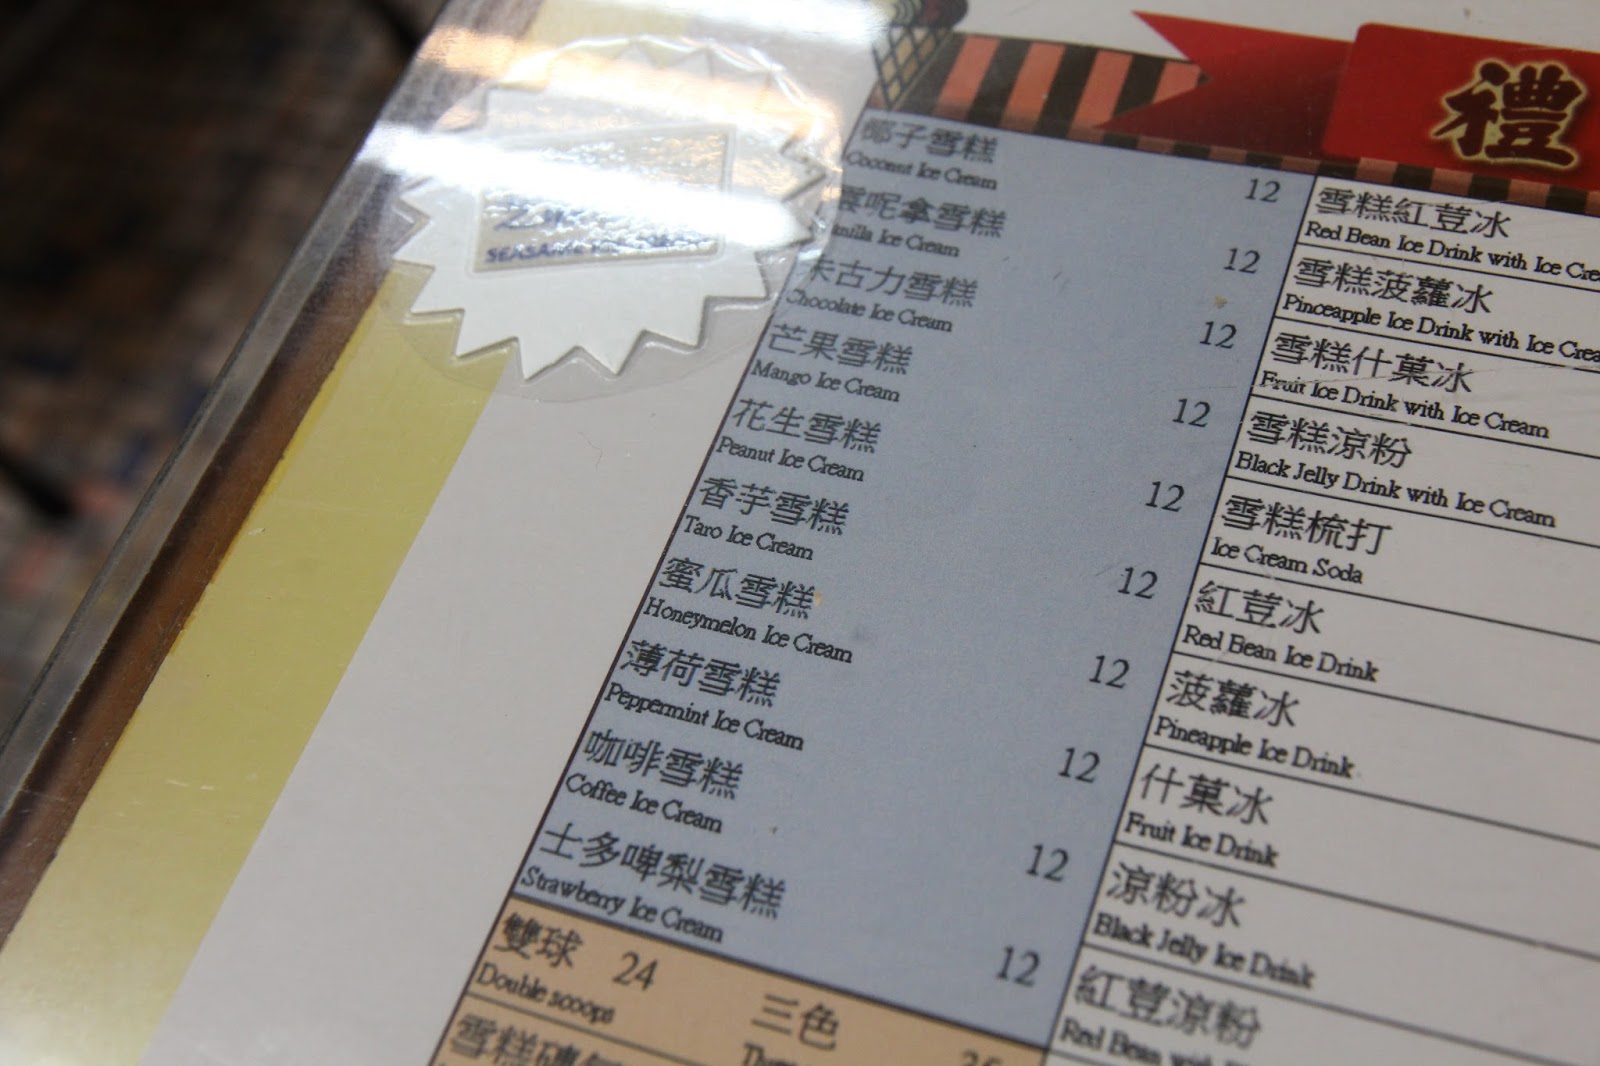 禮
椰子雪糕
Coconut Ice Cream 12
雲呢拿雪糕
Vanilla Ice Cream 12
朱古力雪糕
Chocolate Ice Cream 12
芒果雪糕
Mango Ice Cream 12
花生雪糕
Peanut Ice Cream 12
香芋雪糕
Taro Ice Cream 12
蜜瓜雪糕
Honeymelon Ice Cream 12
薄荷雪糕
Peppermint Ice Cream 12
咖啡雪糕
Coffee Ice Cream 12
士多啤梨雪糕
Strawberry Ice Cream 12
雙球 24
Double scoops
三色
雪糕
雪糕紅荳冰
Red Bean Ice Drink with Ice
雪糕菠蘿冰
Pinceapple Ice Drink with Ice
雪糕什菓冰
Fruit Ice Drink with Ice Cream
雪糕涼粉
Black Jelly Drink with Ice Cream
雪糕梳打
Ice Cream Soda
紅荳冰
Red Bean Ice Drink
菠蘿冰
Pineapple Ice Drink
什菓冰
Fruit Ice Drink
涼粉冰
Black Jelly Ice Drink
紅荳涼粉
Red Bean with
SEASAME